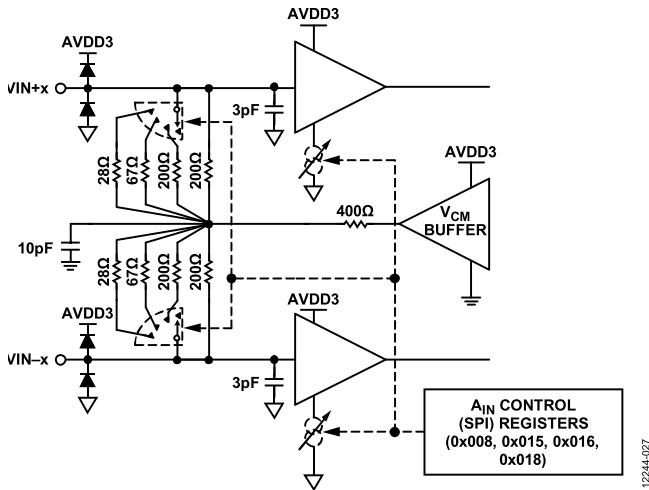 AVDD3
AVDD3
VIN+x
3pF
28Ω
67Ω
200Ω
200Ω
AVDD3
400Ω
VCM
BUFFER
10pF
28Ω
67Ω
200Ω
200Ω
AVDD3
AVDD3
VIN–x
3pF
AIN CONTROL
(SPI) REGISTERS
(0x008, 0x015, 0x016,
0x018)
12244-027